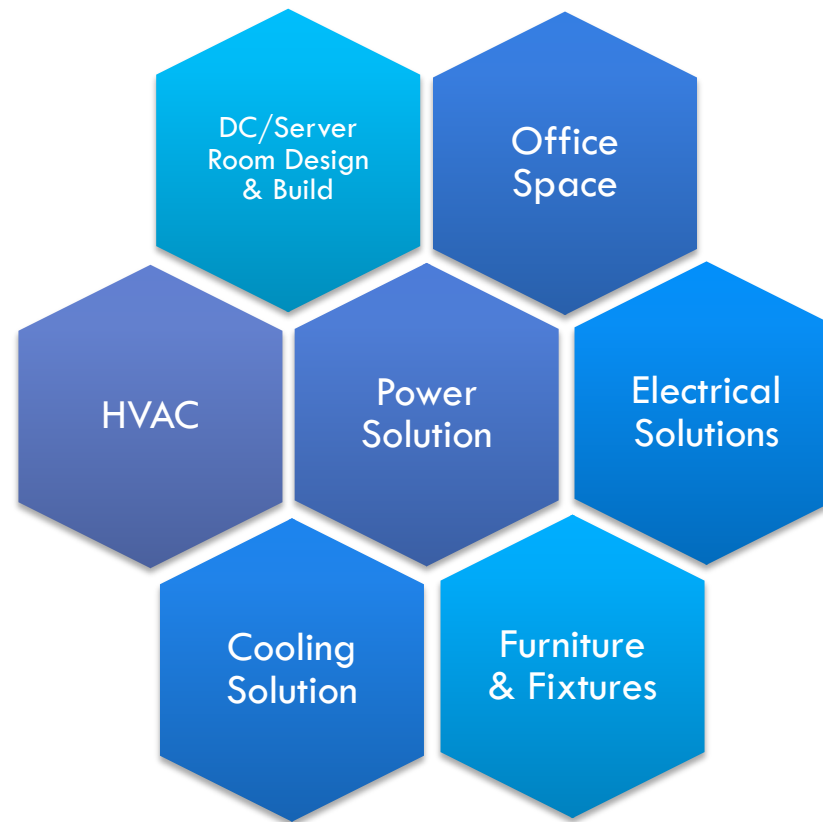 DC/Server
Room Design
& Build
Office
Space
HVAC
Power
Solution
Electrical
Solutions
Cooling
Solution
Furniture
& Fixtures